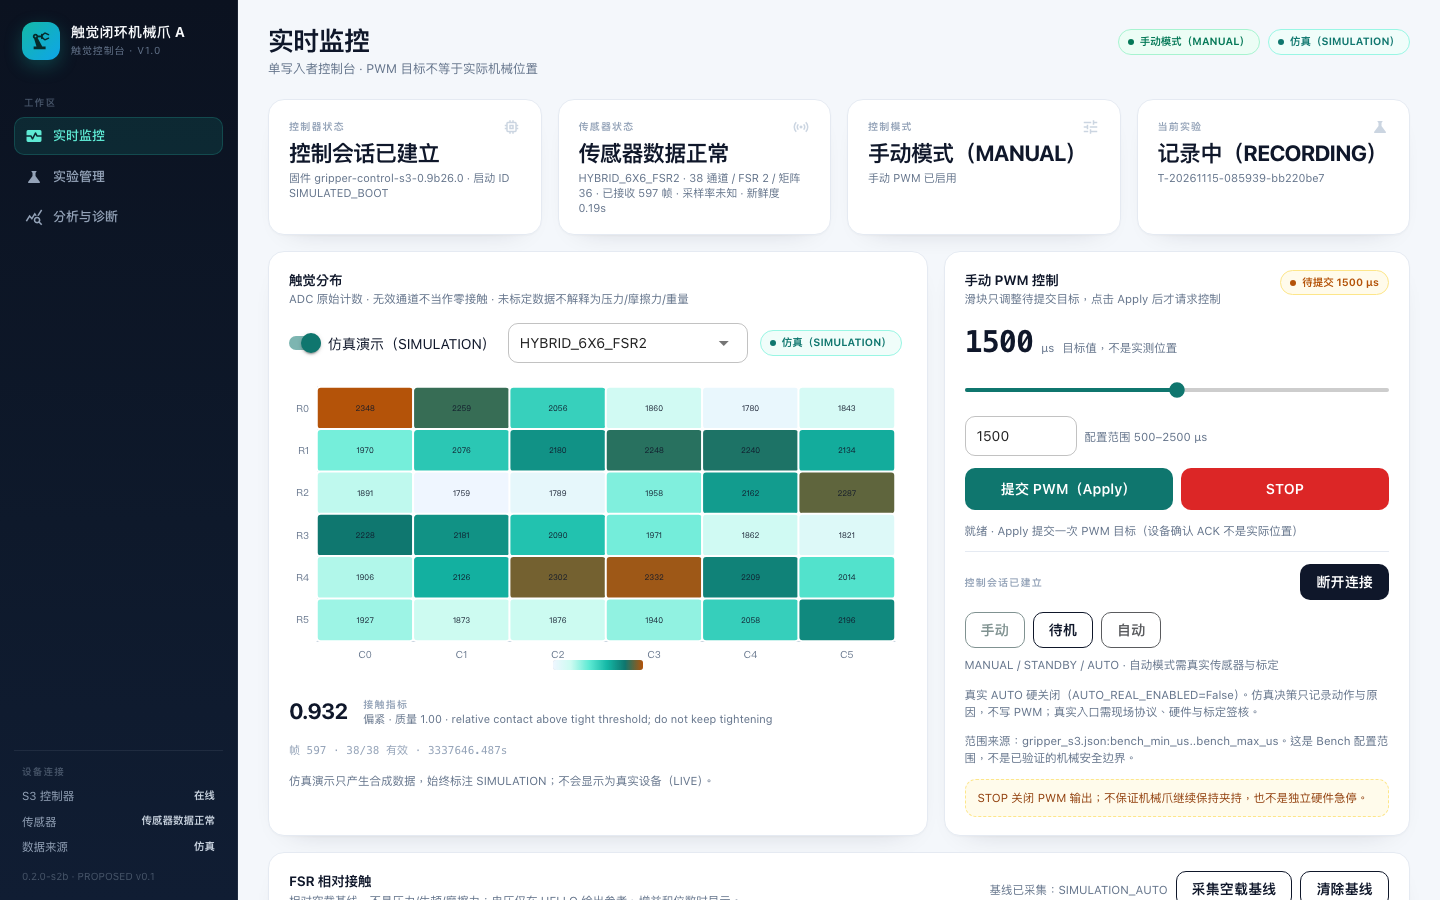 触觉闭环机械爪 A
触觉控制台 · V1.0
工作区
实时监控
实验管理
分析与诊断
设备连接
S3 控制器 在线
传感器 传感器数据正常
数据来源 仿真
0.2.0-s2b · PROPOSED v0.1
实时监控
单写入者控制台 · PWM 目标不等于实际机械位置
手动模式（MANUAL）
仿真（SIMULATION）
控制器状态
控制会话已建立
固件 gripper-control-s3-0.9b26.0 · 启动 ID
SIMULATED_BOOT
传感器状态
传感器数据正常
HYBRID_6X6_FSR2 · 38 通道 / FSR 2 / 矩阵
36 · 已接收 597 帧 · 采样率未知 · 新鲜度
0.19s
控制模式
手动模式（MANUAL）
手动 PWM 已启用
当前实验
记录中（RECORDING）
T-20261115-085939-bb220be7
触觉分布
ADC 原始计数 · 无效通道不当作零接触 · 未标定数据不解释为压力/摩擦力/重量
仿真演示（SIMULATION）
HYBRID_6X6_FSR2
仿真（SIMULATION）
R0 2348 2259 2056 1860 1780 1843
R1 1970 2076 2180 2248 2240 2134
R2 1891 1759 1789 1958 2162 2287
R3 2228 2181 2090 1971 1862 1821
R4 1906 2126 2302 2332 2209 2014
R5 1927 1873 1876 1940 2058 2196
C0 C1 C2 C3 C4 C5
0.932
接触指标
偏紧 · 质量 1.00 · relative contact above tight threshold; do not keep tightening
帧 597 · 38/38 有效 · 3337646.487s
仿真演示只产生合成数据，始终标注 SIMULATION；不会显示为真实设备（LIVE）。
手动 PWM 控制
滑块只调整待提交目标，点击 Apply 后才请求控制
待提交 1500 µs
1500 µs 目标值，不是实测位置
1500
配置范围 500–2500 µs
提交 PWM（Apply）
STOP
就绪 · Apply 提交一次 PWM 目标（设备确认 ACK 不是实际位置）
控制会话已建立
断开连接
手动
待机
自动
MANUAL / STANDBY / AUTO · 自动模式需真实传感器与标定
真实 AUTO 硬关闭（AUTO_REAL_ENABLED=False）。仿真决策只记录动作与原
因，不写 PWM；真实入口需现场协议、硬件与标定签核。
范围来源：gripper_s3.json:bench_min_us..bench_max_us。这是 Bench 配置范
围，不是已验证的机械安全边界。
STOP 关闭 PWM 输出；不保证机械爪继续保持夹持，也不是独立硬件急停。
FSR 相对接触
基线已采集：SIMULATION_AUTO
采集空载基线
清除基线